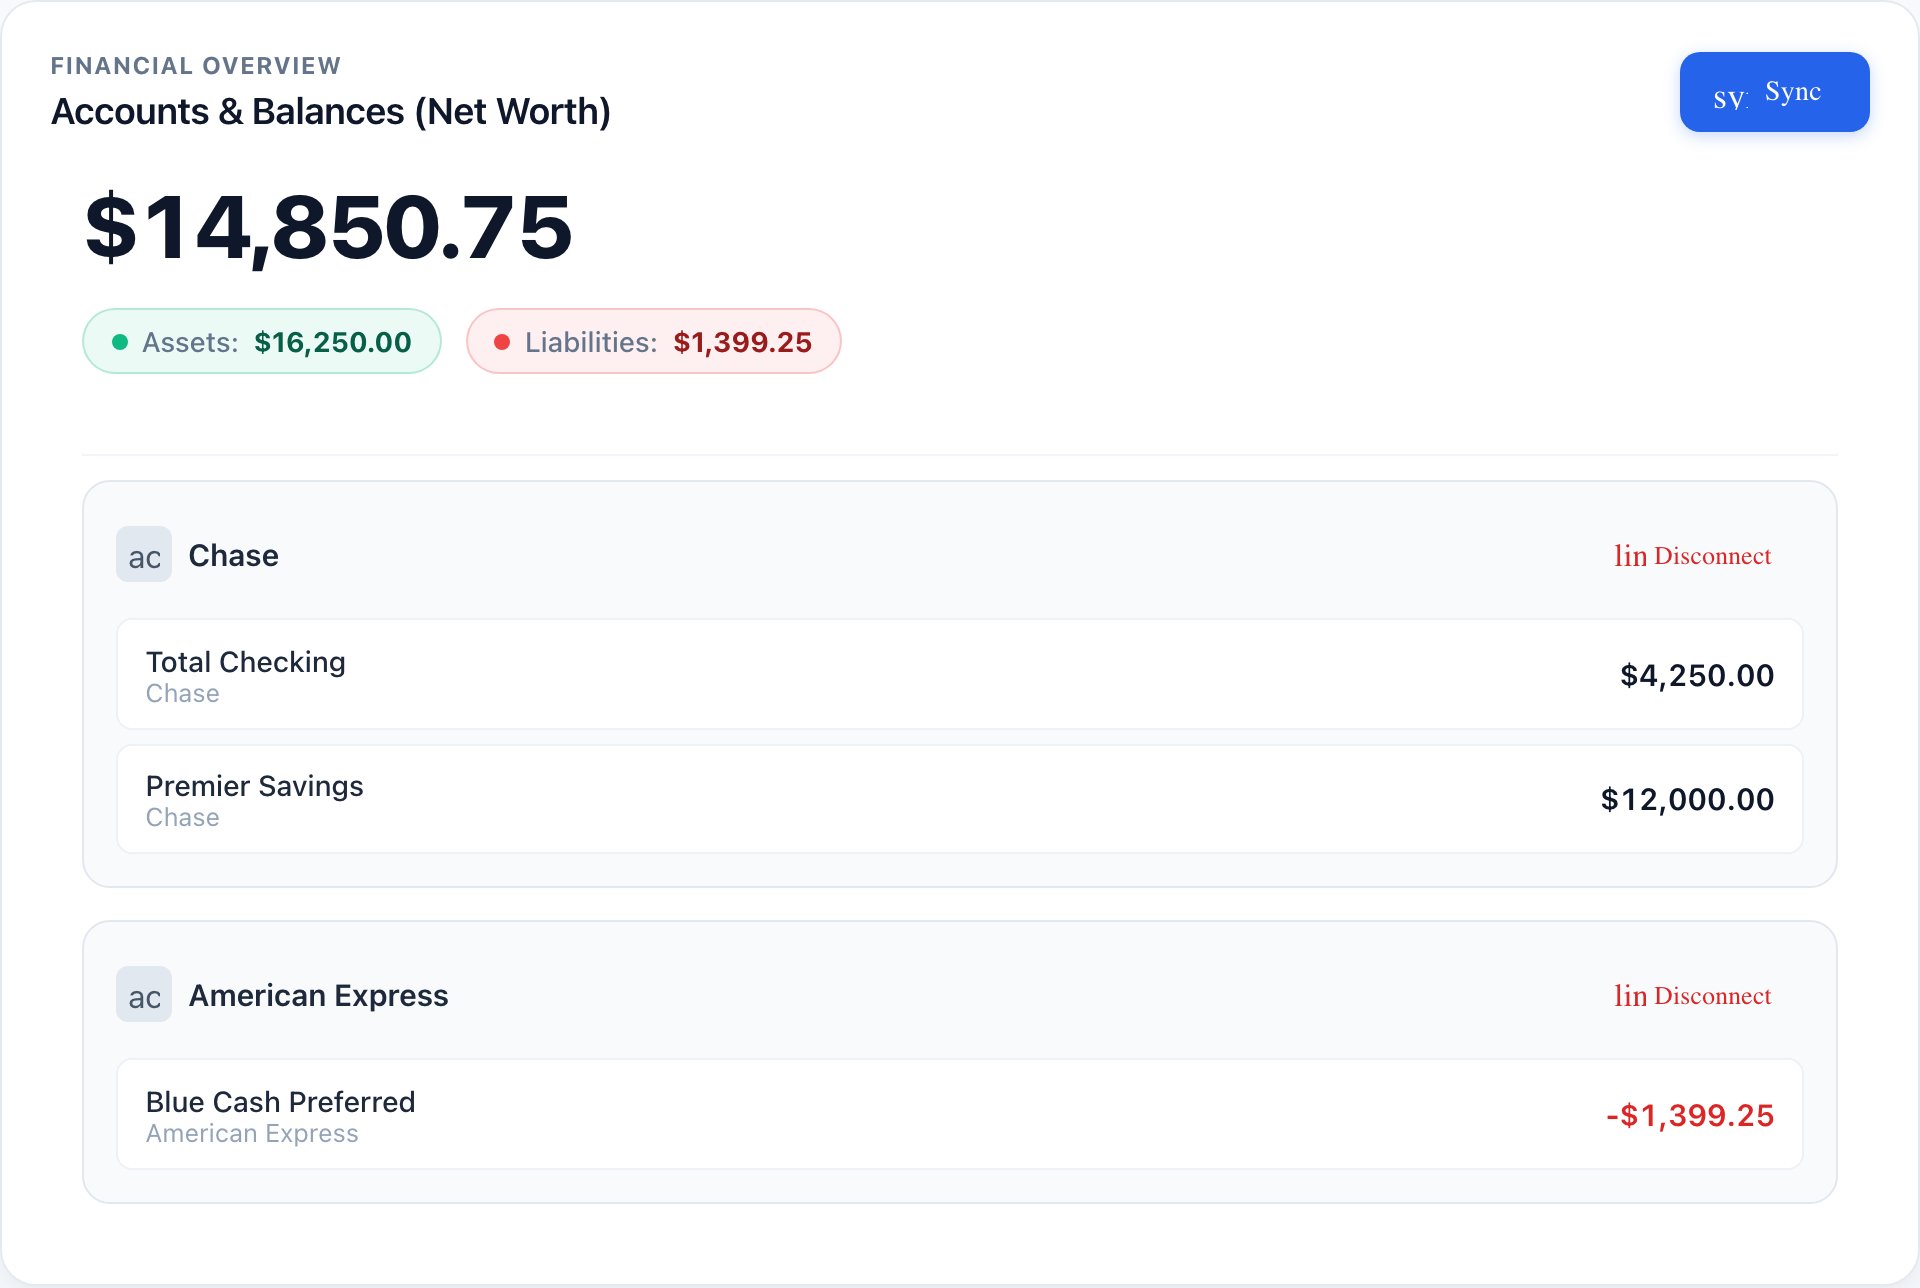 FINANCIAL OVERVIEW
Accounts & Balances (Net Worth)
Sync
$14,850.75
Assets: $16,250.00
Liabilities: $1,399.25
ac Chase
lin Disconnect
Total Checking
Chase
$4,250.00
Premier Savings
Chase
$12,000.00
ac American Express
lin Disconnect
Blue Cash Preferred
American Express
-$1,399.25